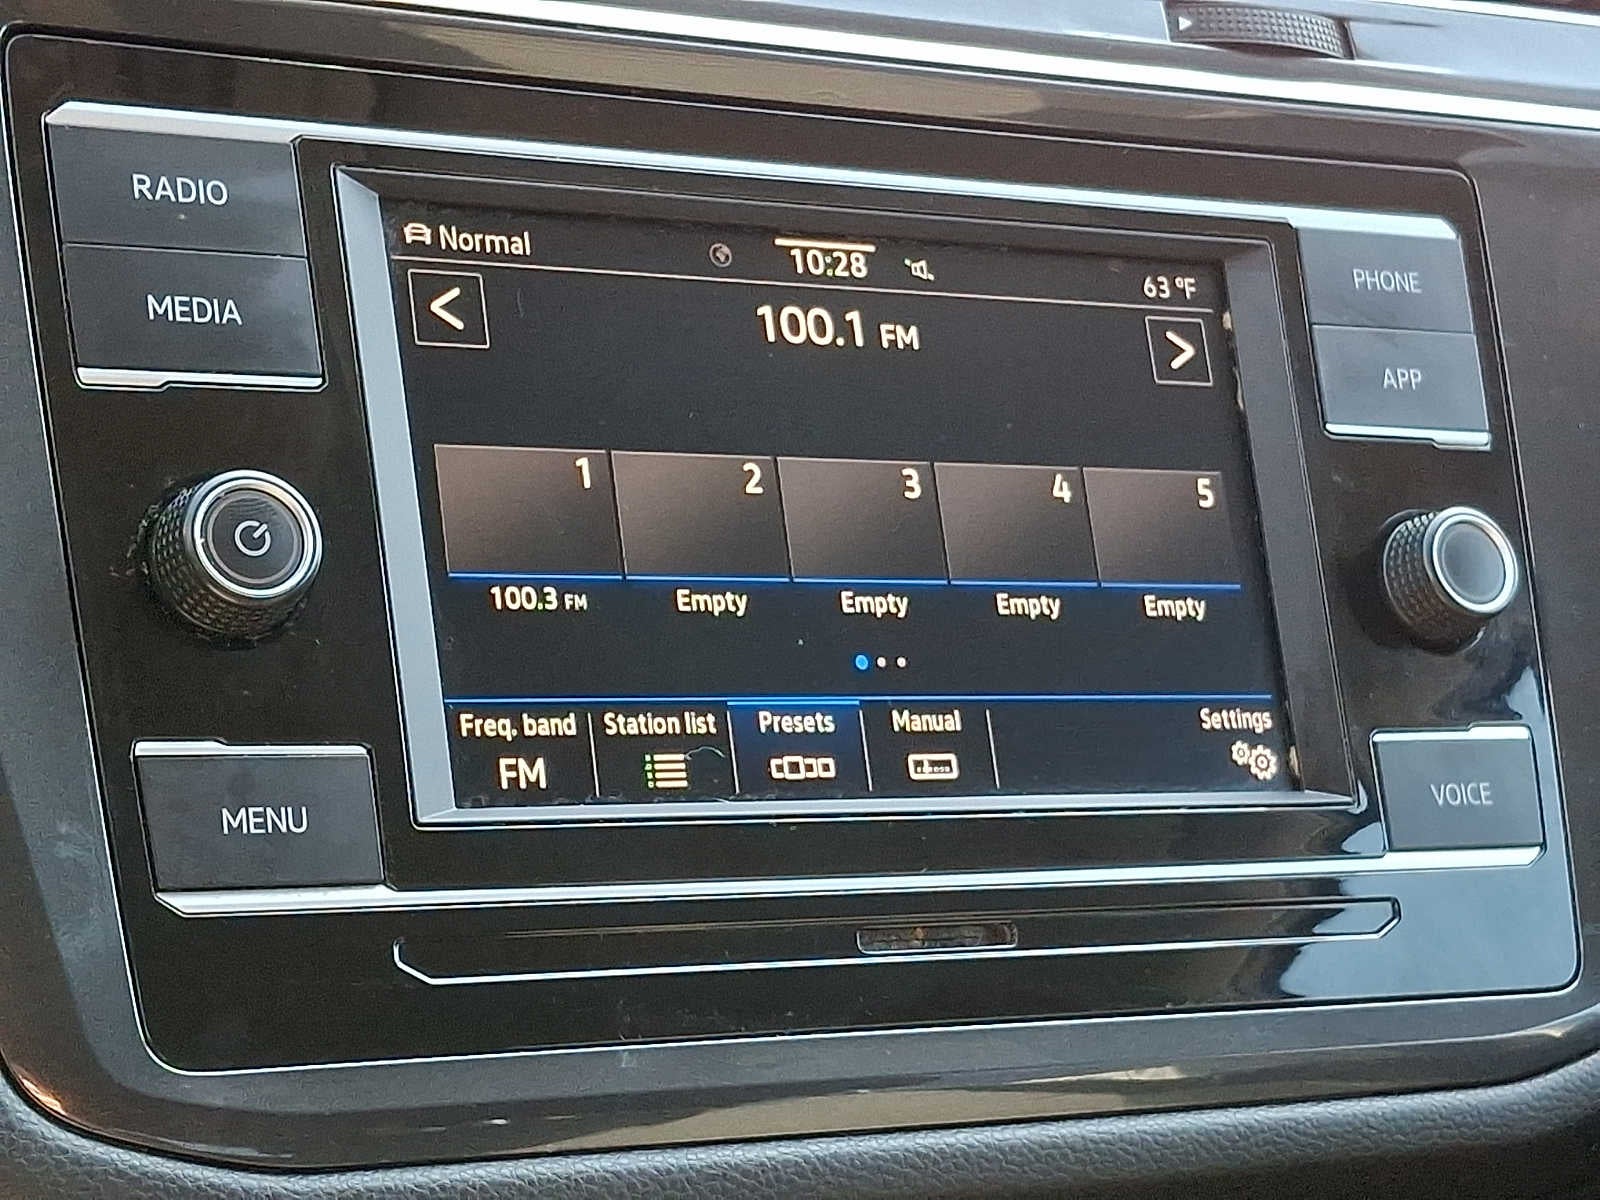 RADIO
MEDIA
MENU
Normal
10:28
63 °F
100.1 FM
1
2
3
4
5
100.3 FM
Empty
Empty
Empty
Empty
Freq. band
FM
Station list
Presets
Manual
Settings
PHONE
APP
VOICE